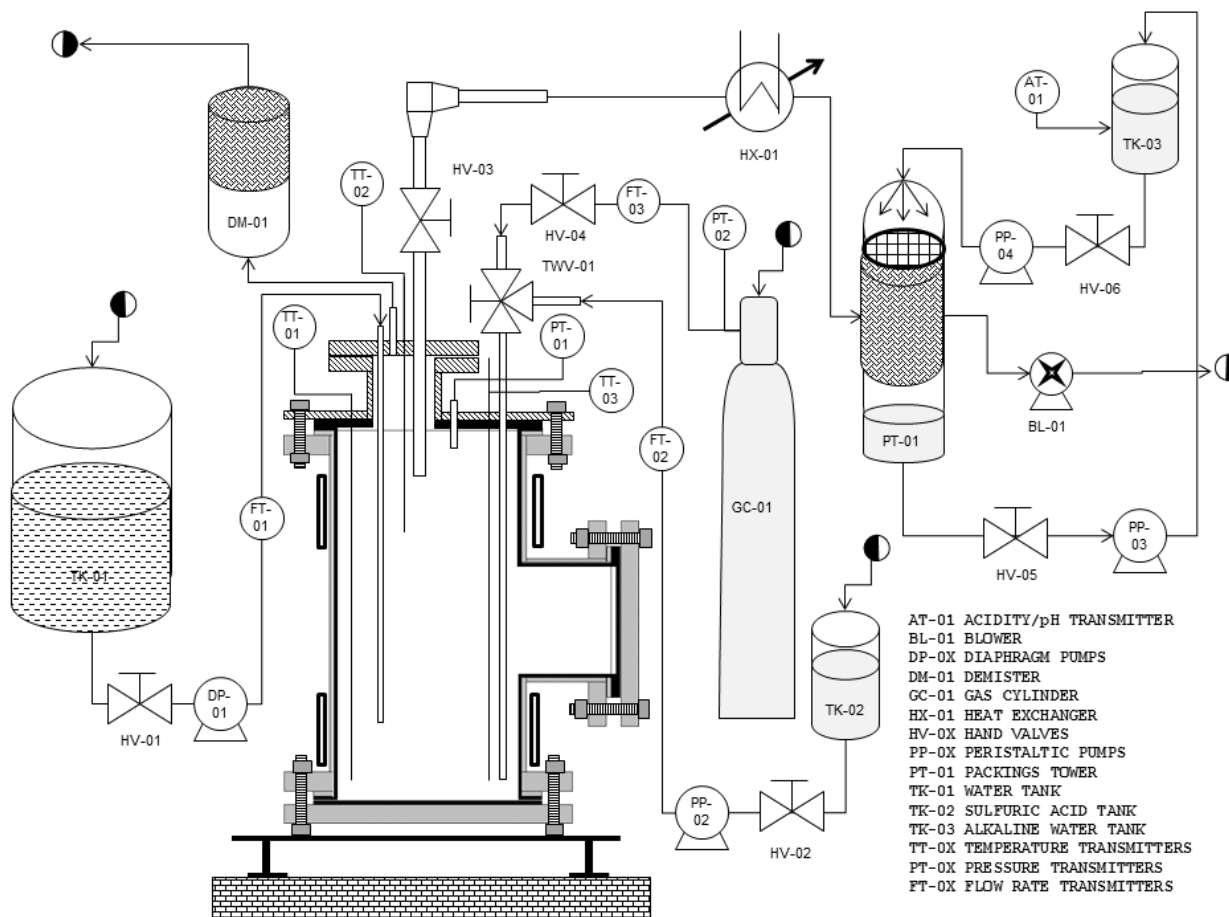 AT-
01
TK-03
HV-03
HX-01
TT-
02
FT-
03
DM-01
PT-
02
HV-04
PP-
04
TWV-01
HV-06
TT-
01
PT-
01
TT-
03
BL-01
FT-
02
PT-01
GC-01
FT-
01
PP-
03
TK-01
HV-05
AT-01 ACIDITY/pH TRANSMITTER
BL-01 BLOWER
DP-0X DIAPHRAGM PUMPS
DM-01 DEMISTER
GC-01 GAS CYLINDER
HX-01 HEAT EXCHANGER
HV-0X HAND VALVES
PP-0X PERISTALTIC PUMPS
PT-01 PACKINGS TOWER
TK-01 WATER TANK
TK-02 SULFURIC ACID TANK
TK-03 ALKALINE WATER TANK
TT-0X TEMPERATURE TRANSMITTERS
PT-0X PRESSURE TRANSMITTERS
FT-0X FLOW RATE TRANSMITTERS
DP-
01
TK-02
HV-01
PP-
02
HV-02